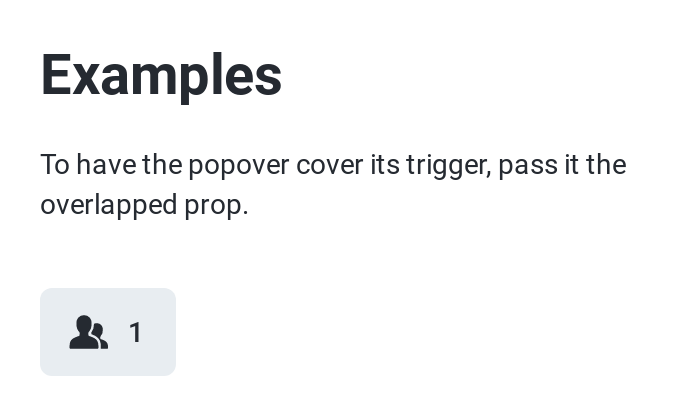 Examples
To have the popover cover its trigger, pass it the
overlapped prop.
1